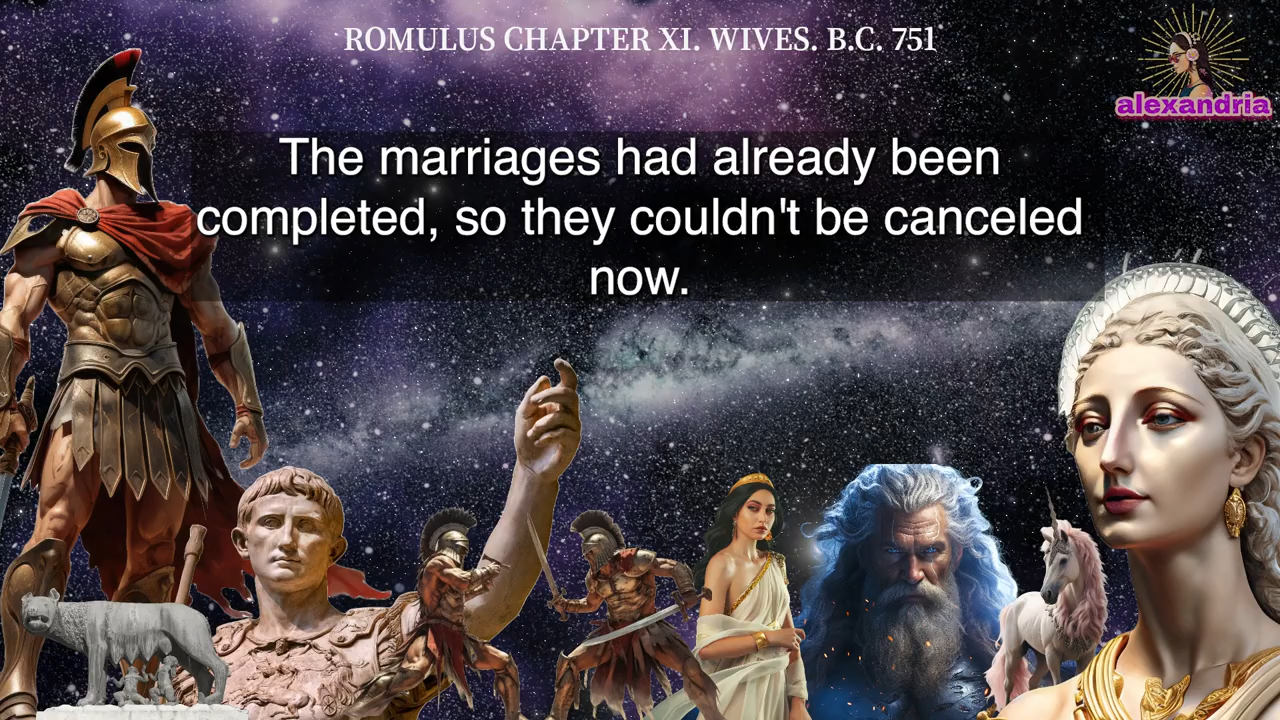 ROMULUS CHAPTER XI. WIVES. B.C. 751
alexandria
The marriages had already been
completed, so they couldn't be canceled
now.